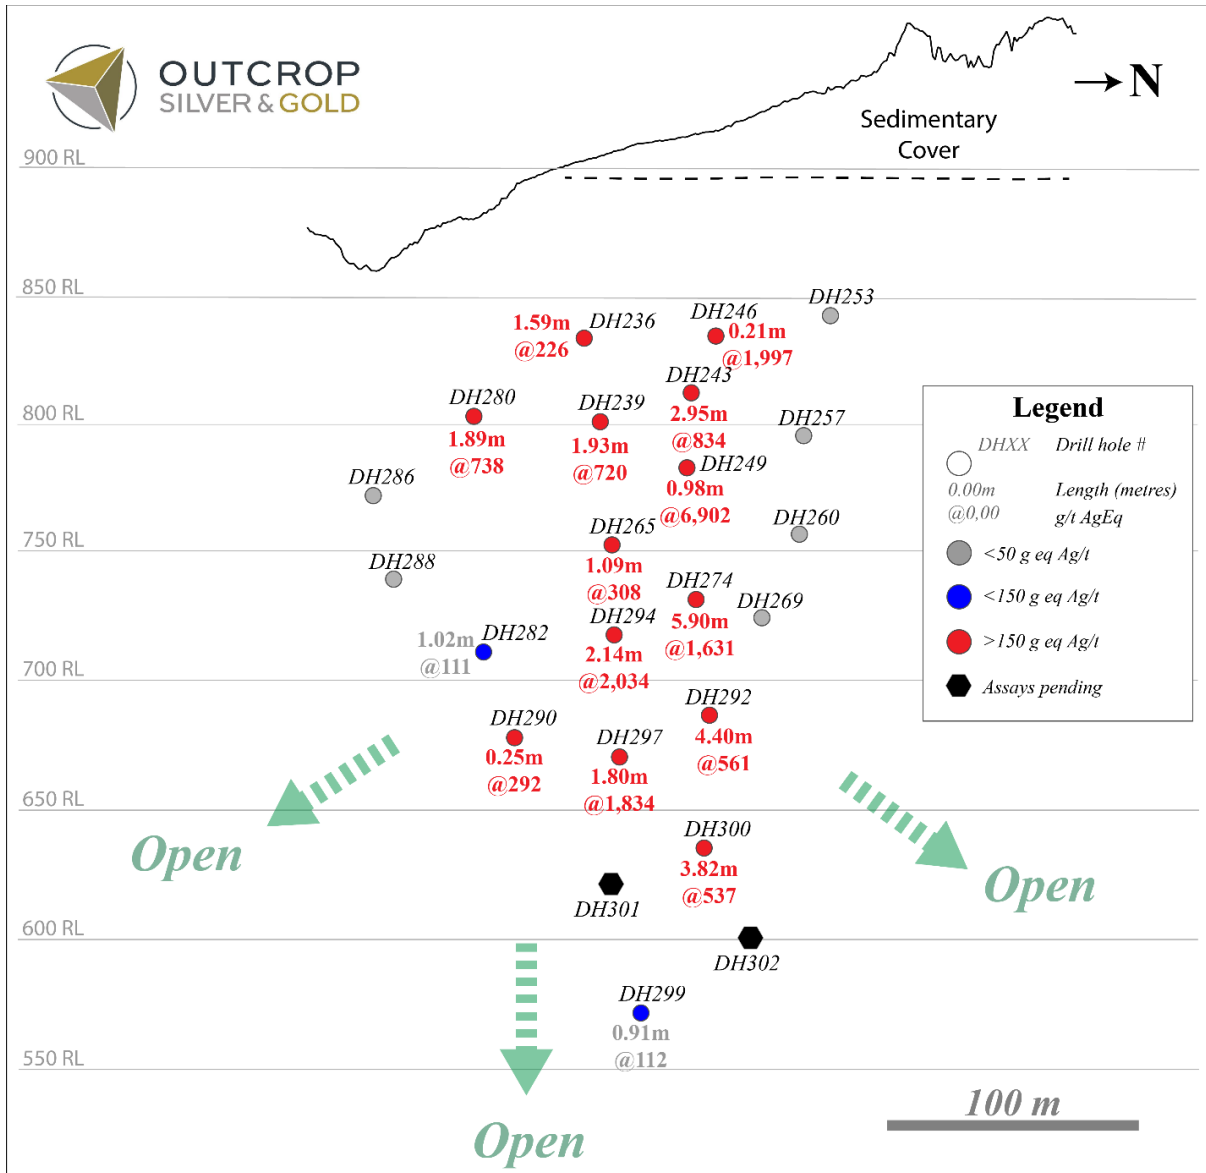 OUTCROP
SILVER & GOLD
N
Sedimentary
Cover
900 RL
850 RL
DH253
DH246
0.21m
@1,997
1.59m
@226
DH236
DH243
2.95m
@834
DH280
1.89m
@738
DH239
1.93m
@720
DH257
800 RL
DH249
0.98m
@6,902
DH286
DH260
DH265
1.09m
@308
750 RL
DH288
DH274
5.90m
@1,631
DH269
DH294
2.14m
@2,034
1.02m
@111
DH282
700 RL
DH292
4.40m
@561
DH290
0.25m
@292
DH297
1.80m
@1,834
650 RL
Open
DH300
3.82m
@537
Open
DH301
600 RL
DH302
DH299
0.91m
@112
550 RL
Open
100 m
Legend
DHXX Drill hole #
0.00m Length (metres)
@0,00 g/t AgEq
<50 g eq Ag/t
<150 g eq Ag/t
>150 g eq Ag/t
Assays pending